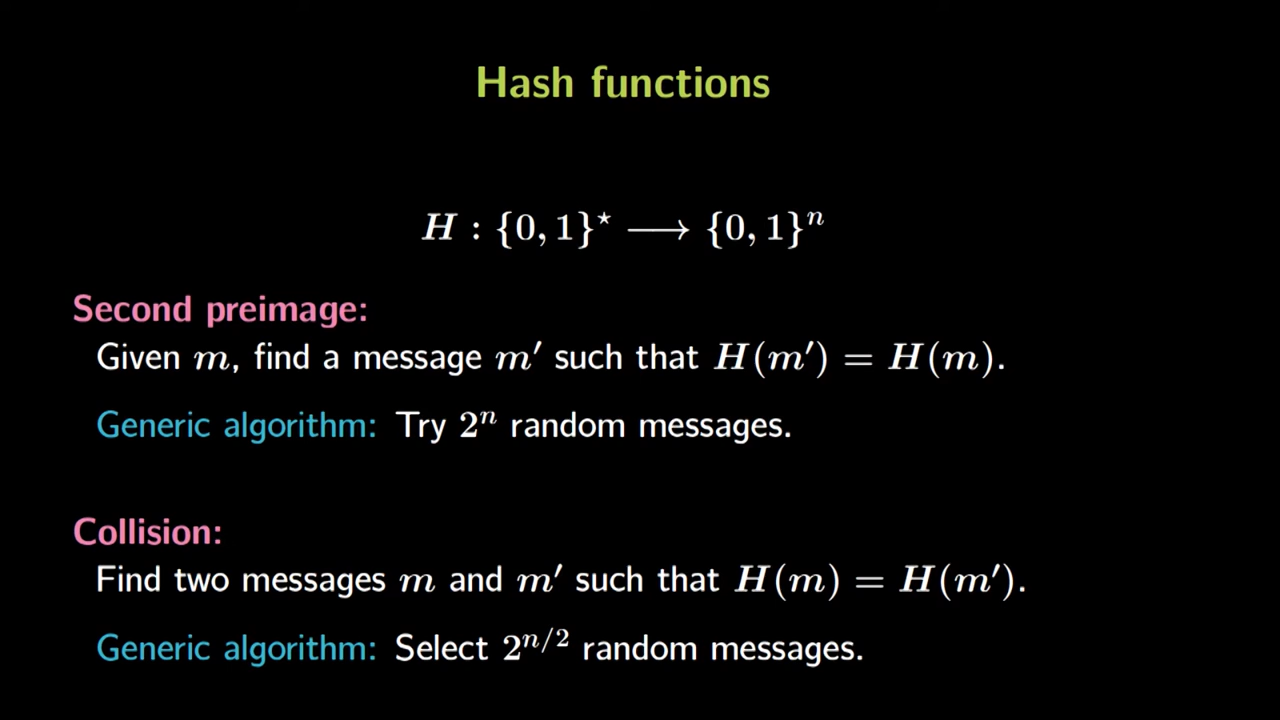 Hash functions
H : {0, 1}⋆ ⟶ {0, 1}ⁿ
Second preimage:
Given m, find a message m′ such that H(m′) = H(m).
Generic algorithm: Try 2ⁿ random messages.
Collision:
Find two messages m and m′ such that H(m) = H(m′).
Generic algorithm: Select 2^{n/2} random messages.